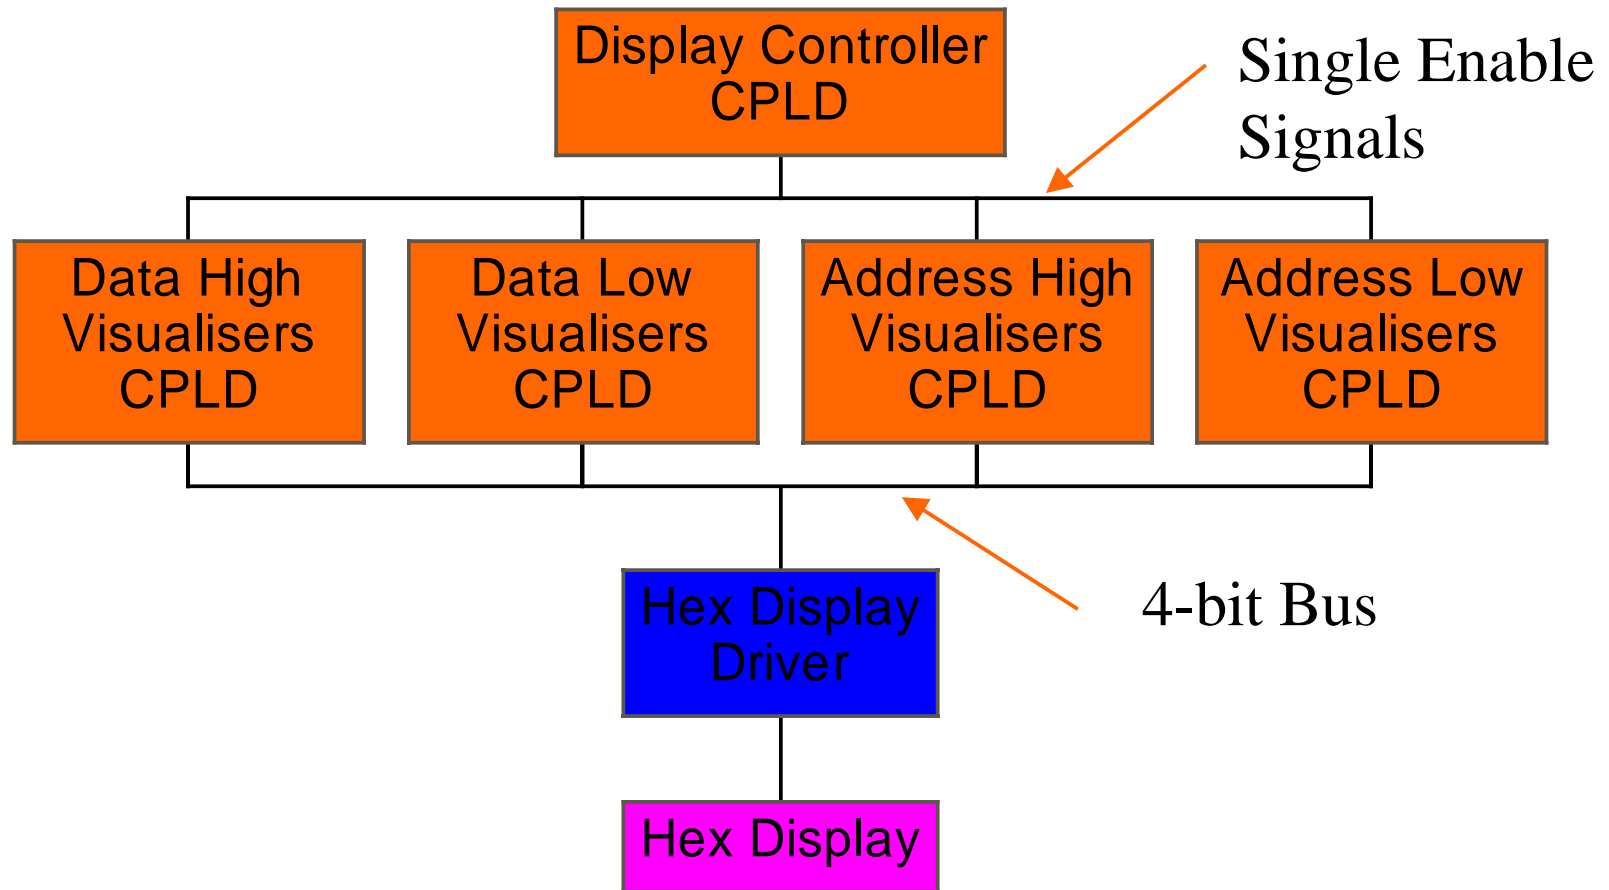 Display Controller
CPLD
Single Enable
Signals
Data High
Visualisers
CPLD
Data Low
Visualisers
CPLD
Address High
Visualisers
CPLD
Address Low
Visualisers
CPLD
4-bit Bus
Hex Display
Driver
Hex Display